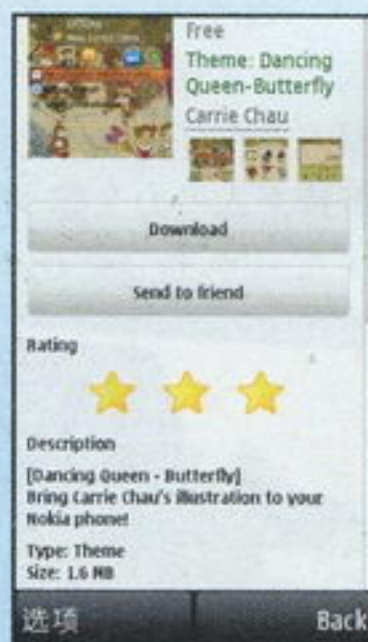 Free
Theme: Dancing
Queen-Butterfly
Carrie Chau
Download
Send to friend
Rating
Description
[Dancing Queen - Butterfly]
Bring Carrie Chau's illustration to your
Nokia phone!
Type: Theme
Size: 1.6 MB
选项 Back